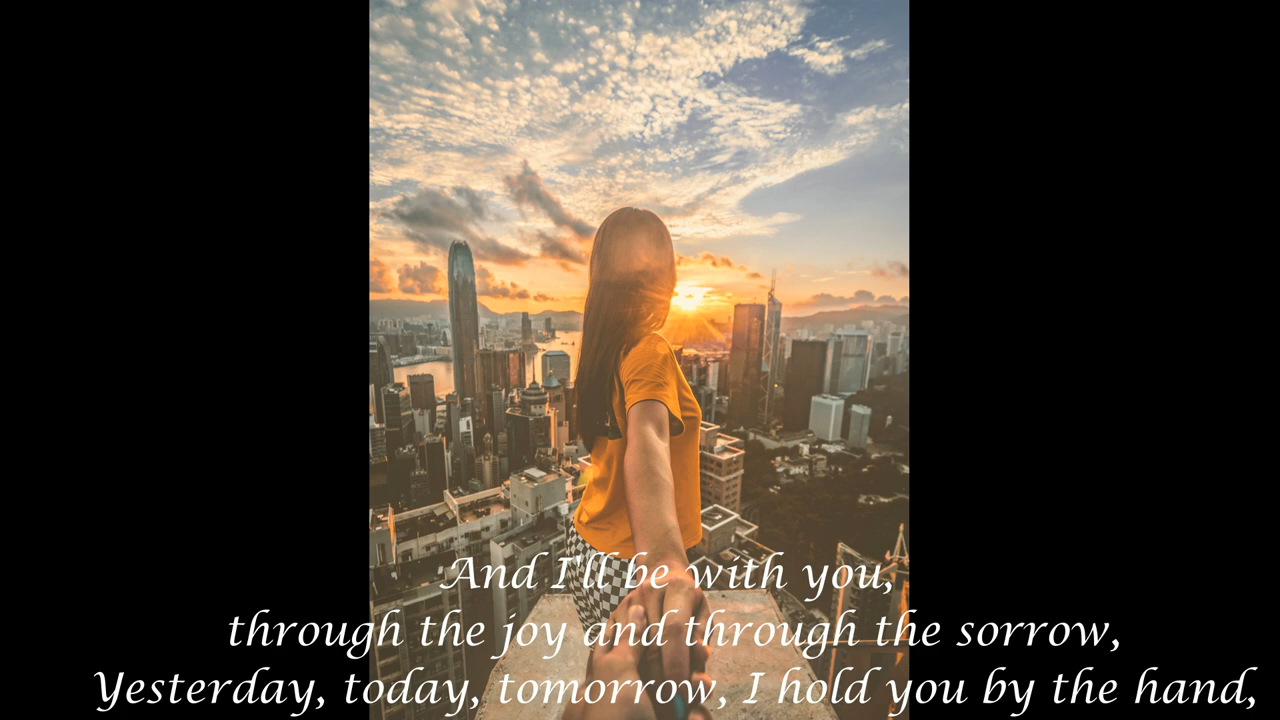 And I'll be with you,
through the joy and through the sorrow,
Yesterday, today, tomorrow, I hold you by the hand,